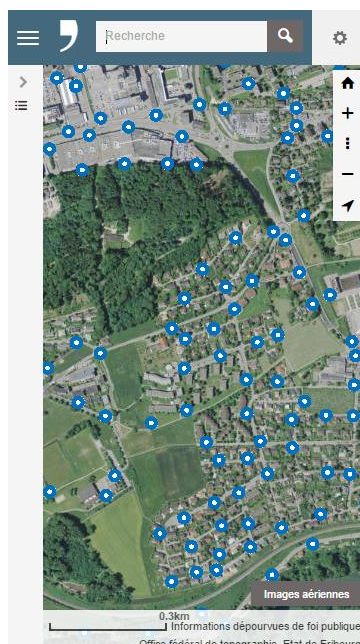 Recherche
Images aériennes
0.3km
Informations dépourvues de foi publique
Office fédéral de topographie, Etat de Fribourg